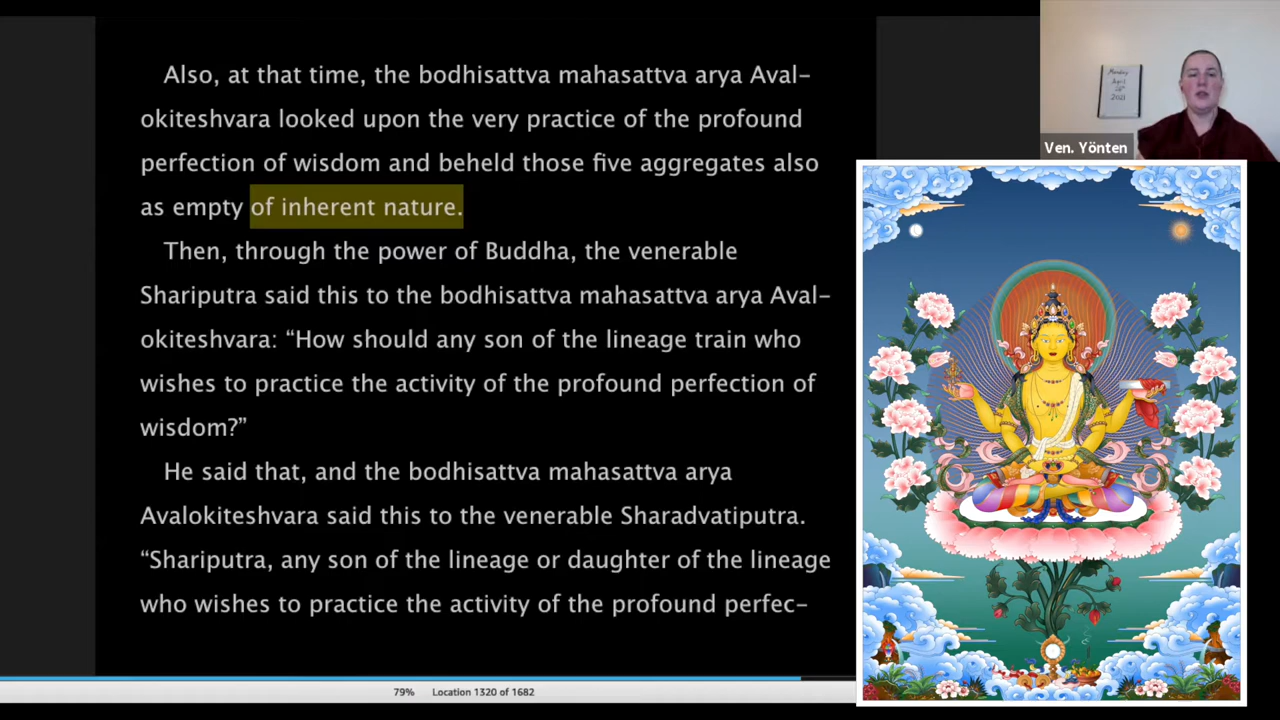 Also, at that time, the bodhisattva mahasattva arya Aval-
okiteshvara looked upon the very practice of the profound
perfection of wisdom and beheld those five aggregates also
as empty of inherent nature.
Then, through the power of Buddha, the venerable
Shariputra said this to the bodhisattva mahasattva arya Aval-
okiteshvara: “How should any son of the lineage train who
wishes to practice the activity of the profound perfection of
wisdom?”
He said that, and the bodhisattva mahasattva arya
Avalokiteshvara said this to the venerable Sharadvatiputra.
“Shariputra, any son of the lineage or daughter of the lineage
who wishes to practice the activity of the profound perfec-
79% Location 1320 of 1682
Monday
April
26th
2021
Ven. Yönten